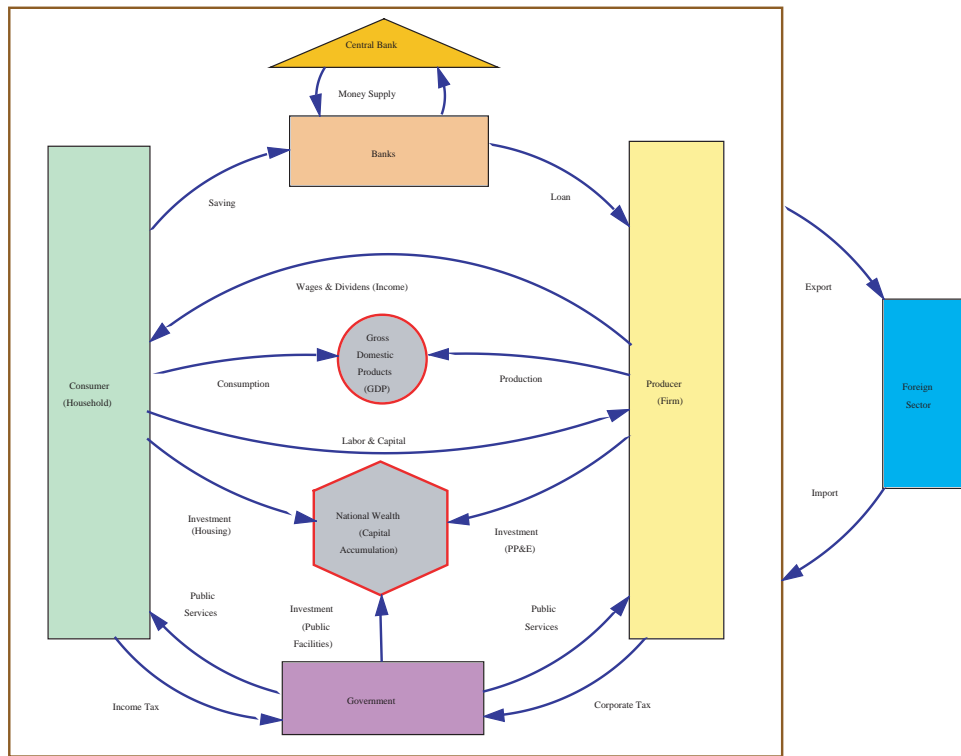 Central Bank
Money Supply
Banks
Saving
Loan
Wages & Dividens (Income)
Export
Gross
Domestic
Products
(GDP)
Consumption
Production
Consumer
(Household)
Producer
(Firm)
Foreign
Sector
Labor & Capital
Import
National Wealth
(Capital
Accumulation)
Investment
(Housing)
Investment
(PP&E)
Public
Services
Investment
(Public
Facilities)
Public
Services
Government
Income Tax
Corporate Tax